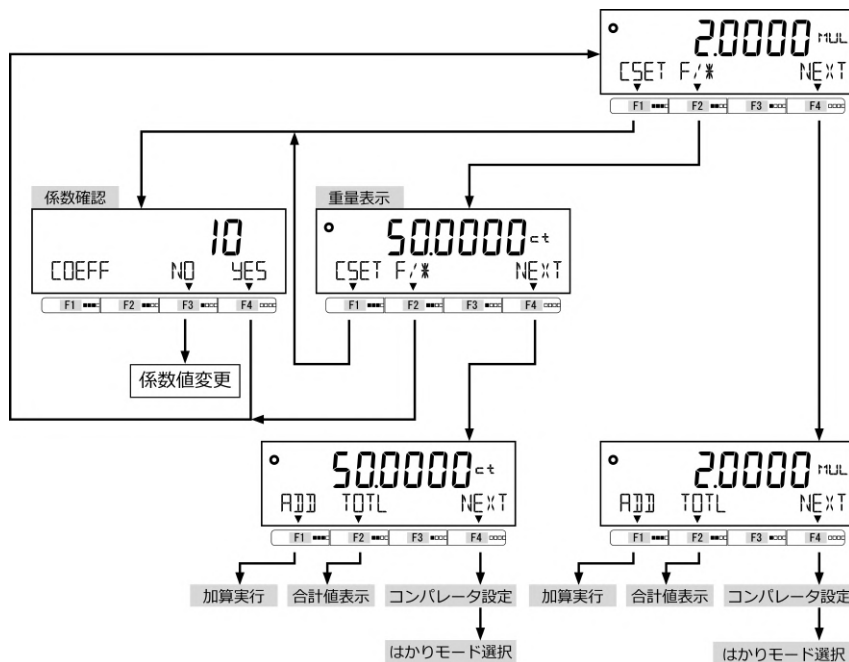 2.0000 MUL
CSET F/* NEXT
F1 F2 F3 F4
係数確認
10
COEFF NO YES
F1 F2 F3 F4
重量表示
50.0000 ct
CSET F/* NEXT
F1 F2 F3 F4
係数値変更
50.0000 ct
ADD TOTL NEXT
F1 F2 F3 F4
加算実行
合計値表示
コンパレータ設定
はかりモード選択
2.0000 MUL
ADD TOTL NEXT
F1 F2 F3 F4
加算実行
合計値表示
コンパレータ設定
はかりモード選択